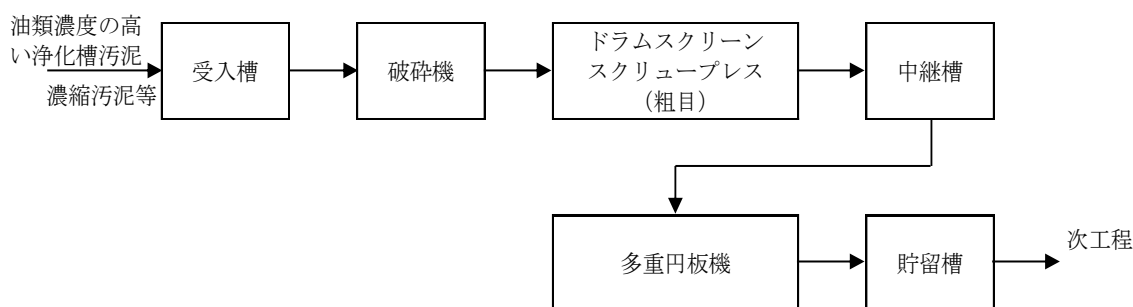 油類濃度の高
い浄化槽汚泥
濃縮汚泥等
受入槽
破砕機
ドラムスクリーン
スクリュープレス
（粗目）
中継槽
多重円板機
貯留槽
次工程